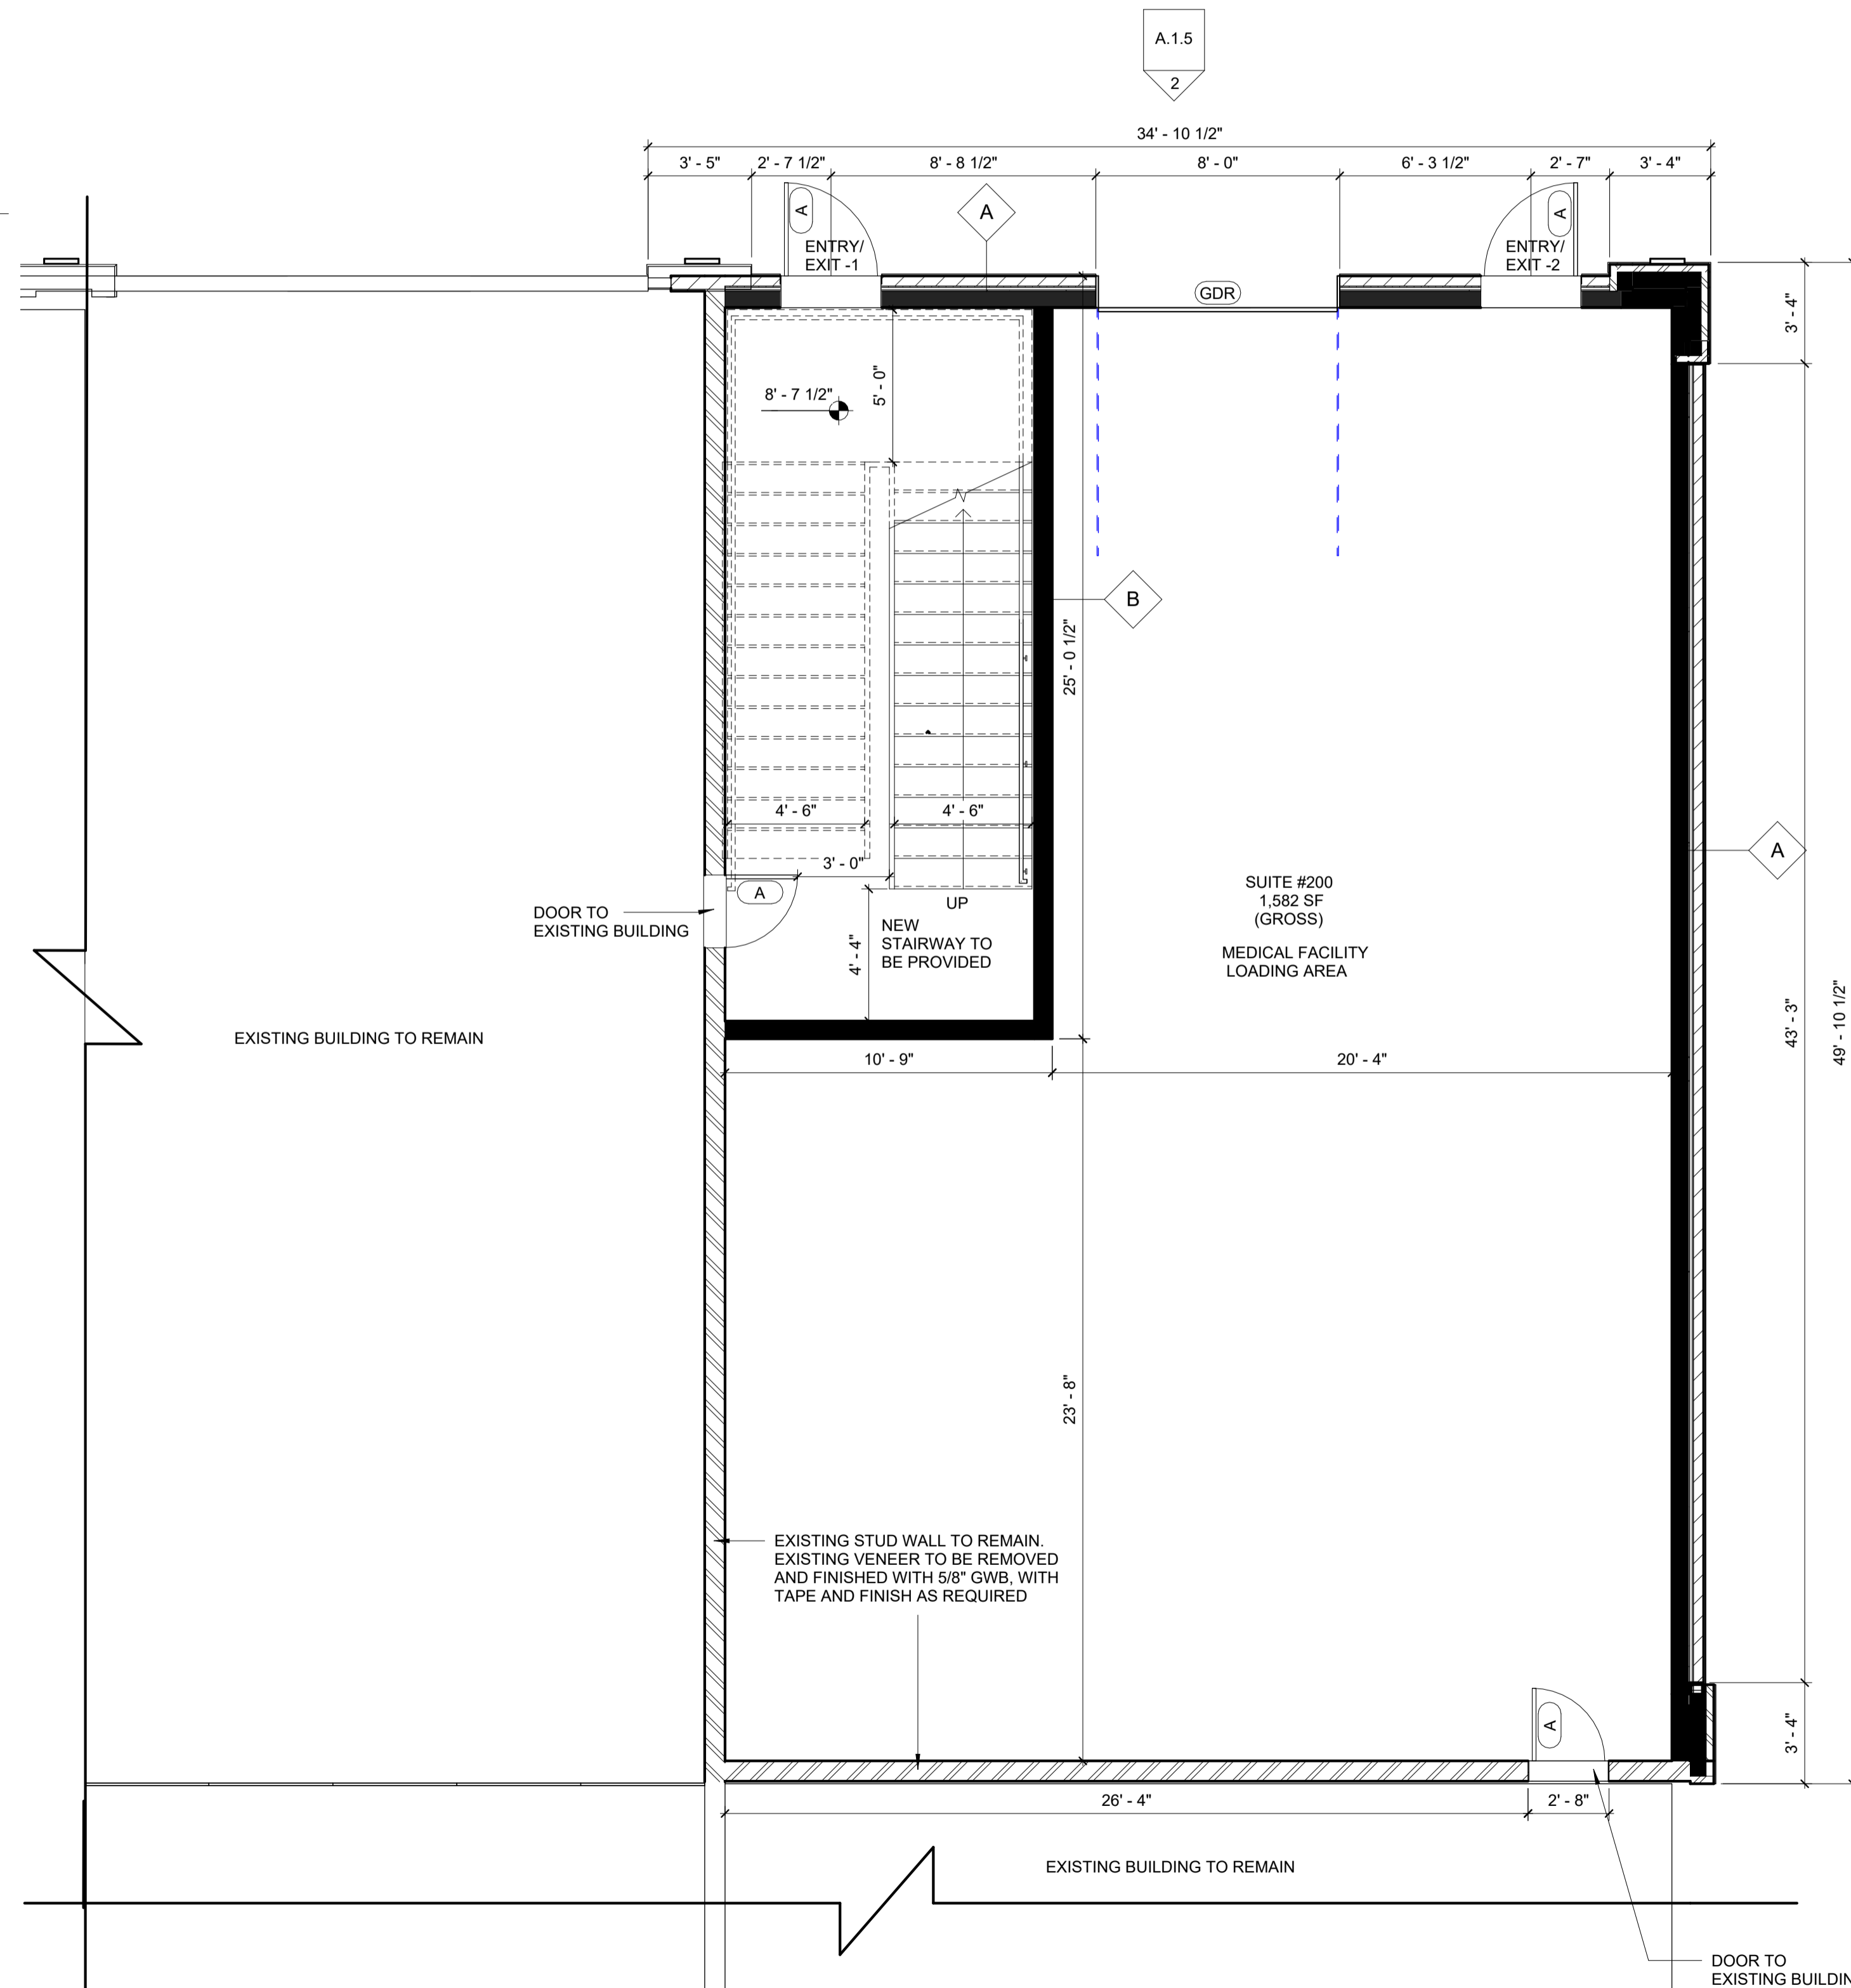 A.1.5
2
34' - 10 1/2"
3' - 5"
2' - 7 1/2"
8' - 8 1/2"
8' - 0"
6' - 3 1/2"
2' - 7"
3' - 4"
A
A
A
ENTRY/
EXIT -1
ENTRY/
EXIT -2
GDR
3' - 4"
8' - 7 1/2"
5' - 0"
B
25' - 0 1/2"
4' - 6"
4' - 6"
3' - 0"
A
A
SUITE #200
1,582 SF
(GROSS)
MEDICAL FACILITY
LOADING AREA
UP
NEW
STAIRWAY TO
BE PROVIDED
4' - 4"
DOOR TO
EXISTING BUILDING
43' - 3"
49' - 10 1/2"
EXISTING BUILDING TO REMAIN
10' - 9"
20' - 4"
23' - 8"
EXISTING STUD WALL TO REMAIN.
EXISTING VENEER TO BE REMOVED
AND FINISHED WITH 5/8" GWB, WITH
TAPE AND FINISH AS REQUIRED
A
3' - 4"
26' - 4"
2' - 8"
EXISTING BUILDING TO REMAIN
DOOR TO
EXISTING BUILDIN